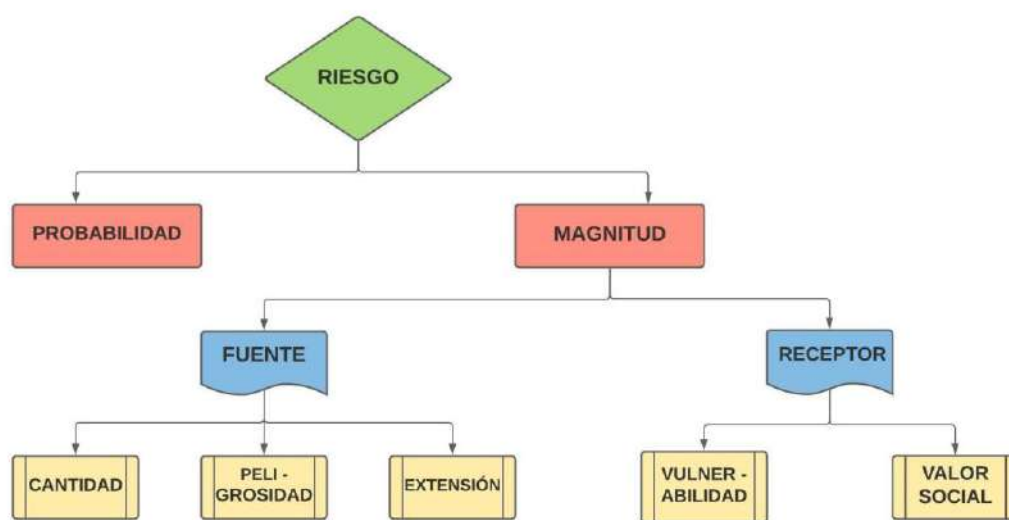 RIESGO
PROBABILIDAD
MAGNITUD
FUENTE
RECEPTOR
CANTIDAD
PELI -
GROSIDAD
EXTENSIÓN
VULNER -
ABILIDAD
VALOR
SOCIAL